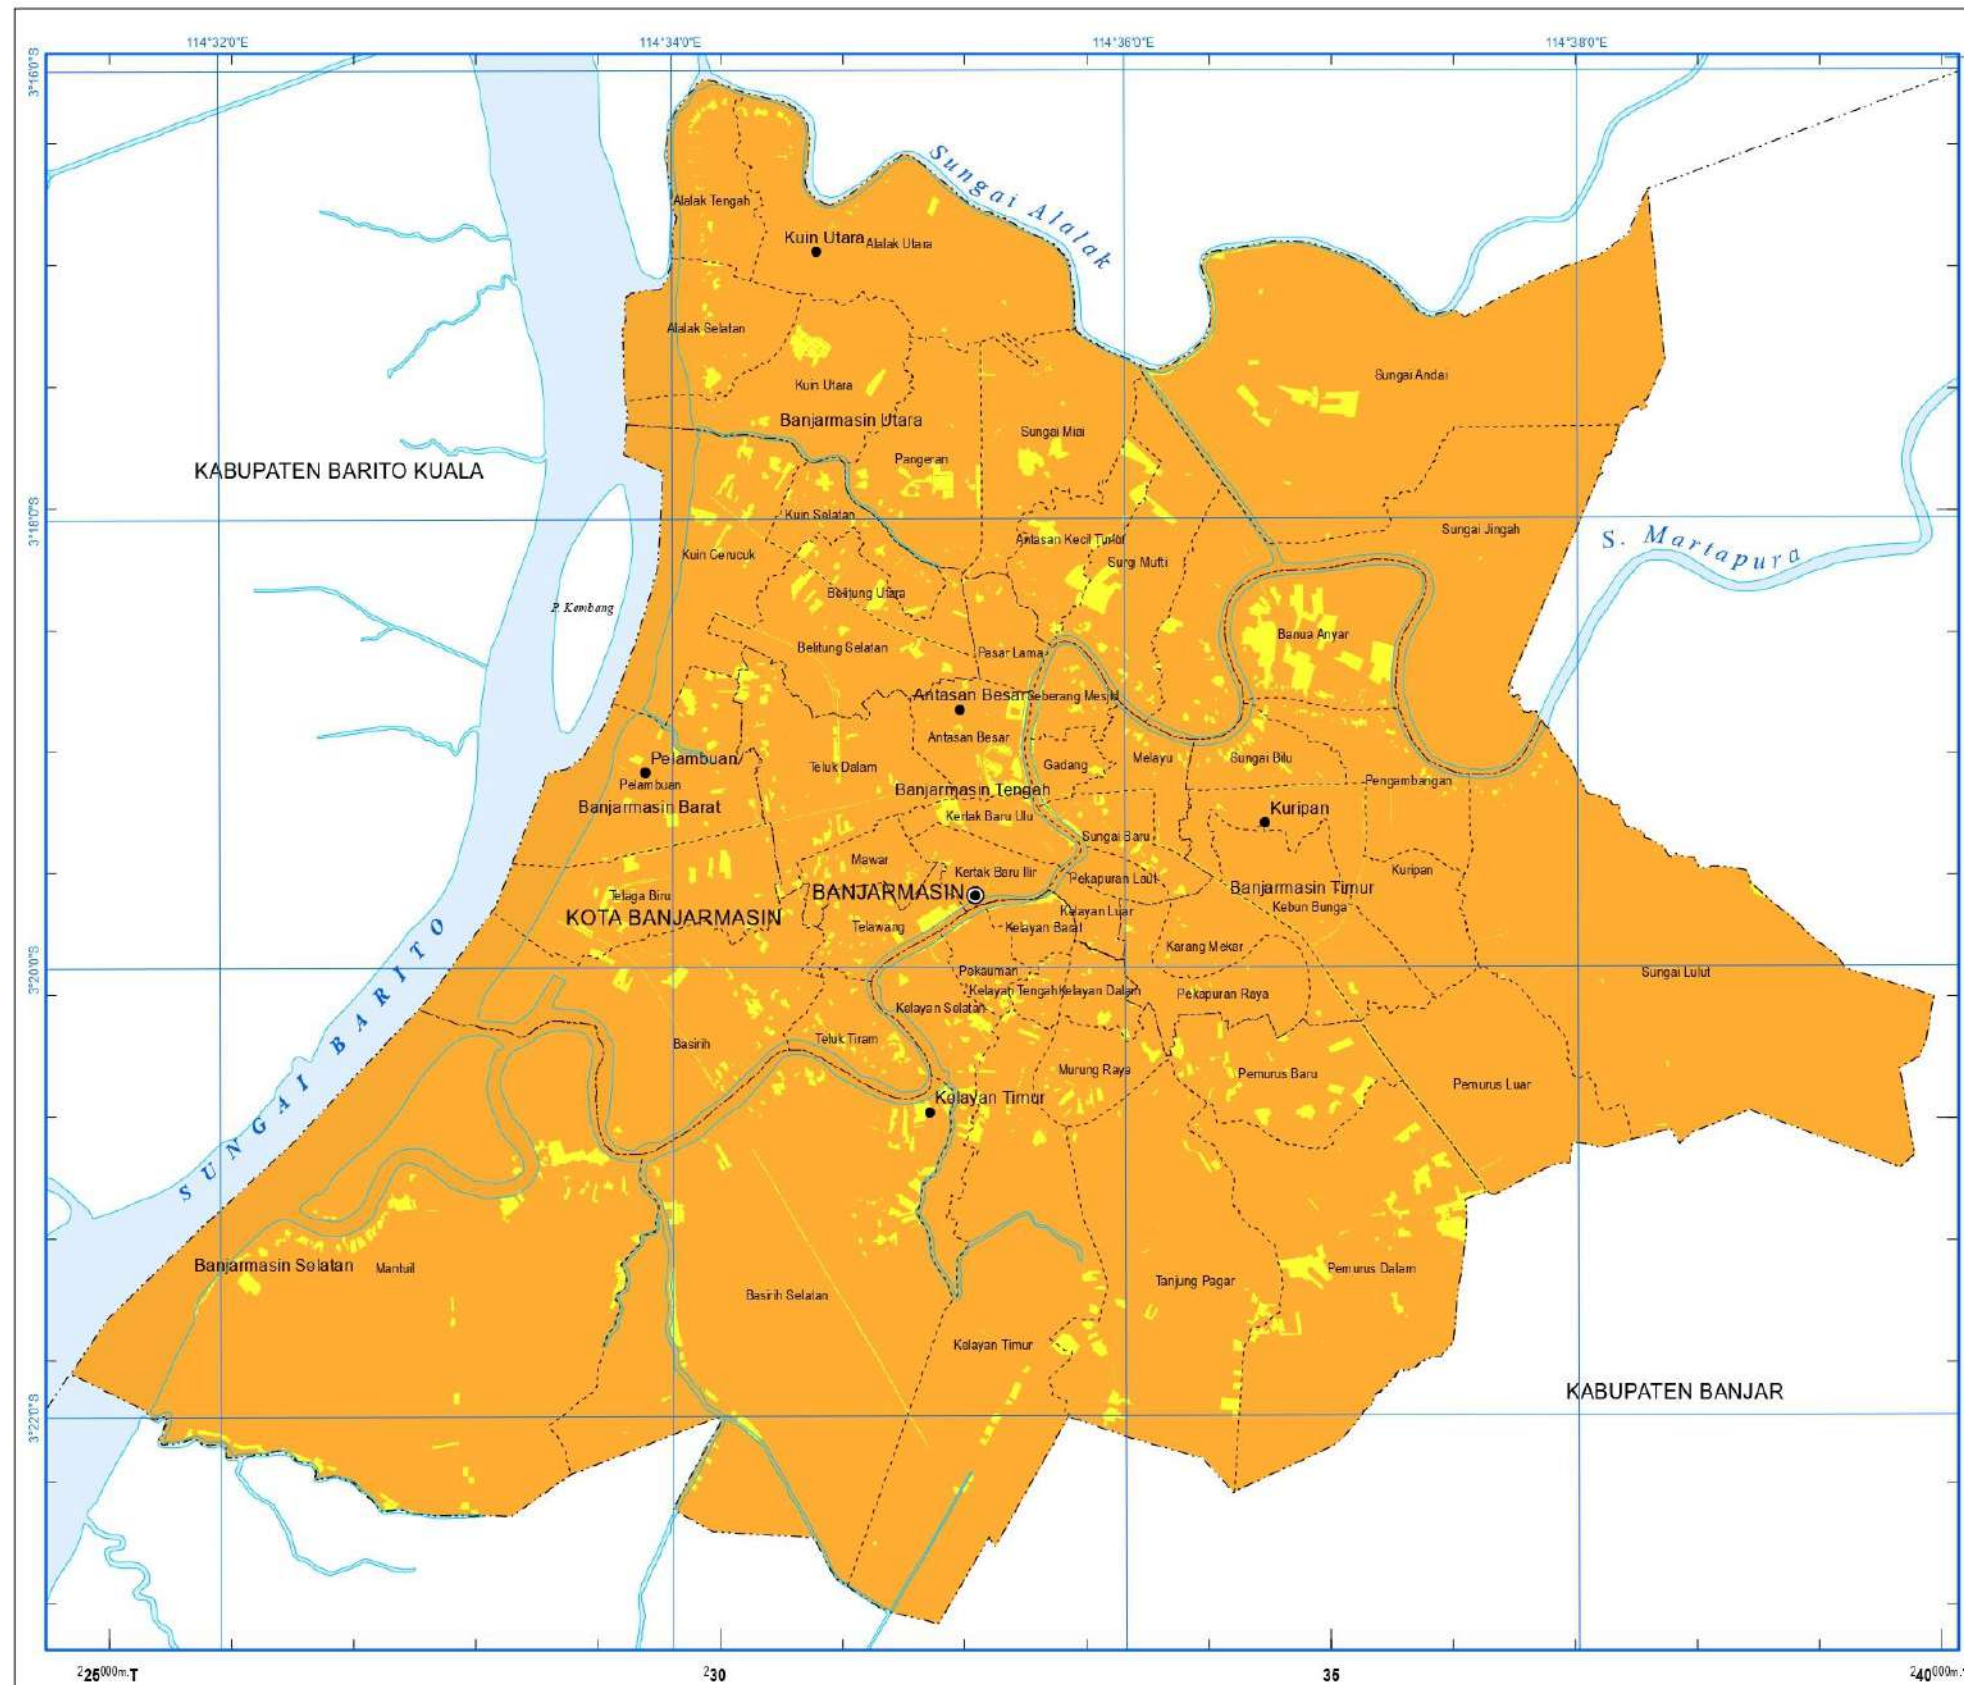 114°32'0"E
114°34'0"E
114°36'0"E
114°38'0"E
3°16'0"S
Sungai Alalak
Alalak Tengah
Kuin Utara
Alalak Utara
Alalak Selatan
Sungai Andai
Kuin Utara
Banjarmasin Utara
Sungai Miai
Pangeran
KABUPATEN BARITO KUALA
3°18'0"S
Kuin Selatan
Sungai Jingah
S. Martapura
Antasan Kecil Timur
Kuin Cerucuk
Surgi Mufti
Belitung Utara
P. Kembang
Banua Anyar
Belitung Selatan
Pasar Lama
Antasan Besar
Seberang Mesjid
Antasan Besar
Pelambuan
Teluk Dalam
Gadang
Melayu
Sungai Bilu
Pelambuan
Pengambangan
Banjarmasin Tengah
Banjarmasin Barat
Kuripan
Kertak Baru Ulu
Sungai Baru
Mawar
Kertak Baru Ilir
Kuripan
Pekapuran Laut
Telaga Biru
BANJARMASIN
Banjarmasin Timur
KOTA BANJARMASIN
Kelayan Luar
Kebun Bunga
Telawang
Kelayan Barat
Karang Mekar
3°20'0"S
Pekauman
Sungai Lulut
Kelayan Tengah
Kelayan Dalam
Pekapuran Raya
Kelayan Selatan
SUNGAI BARITO
Basirih
Teluk Tiram
Murung Raya
Pemurus Baru
Pemurus Luar
Kelayan Timur
Banjarmasin Selatan
Mantuil
Basirih Selatan
Tanjung Pagar
Pemurus Dalam
Kelayan Timur
KABUPATEN BANJAR
3°22'0"S
225000m.T
230
35
240000m.